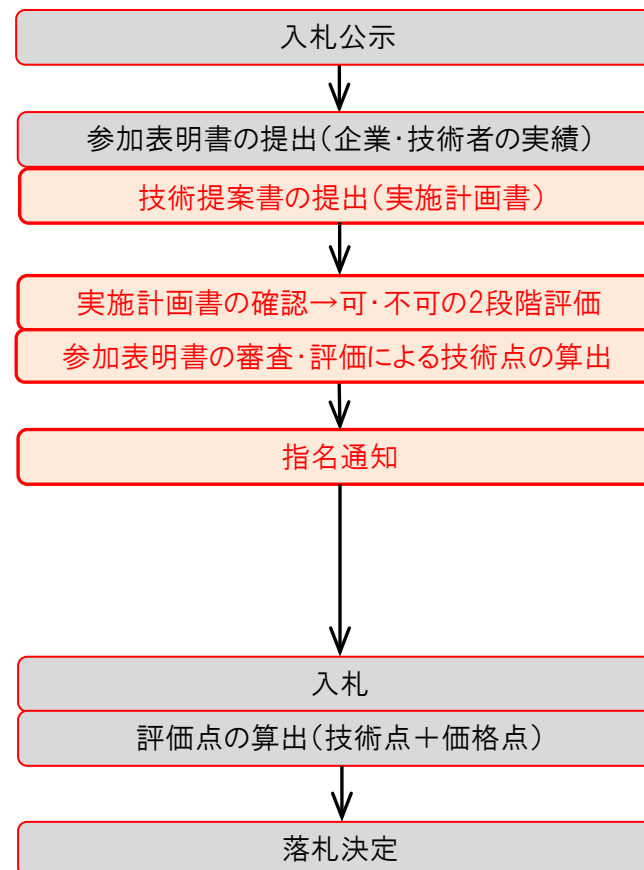 入札公示
参加表明書の提出(企業・技術者の実績)
技術提案書の提出(実施計画書)
実施計画書の確認→可・不可の2段階評価
参加表明書の審査・評価による技術点の算出
指名通知
入札
評価点の算出(技術点＋価格点)
落札決定